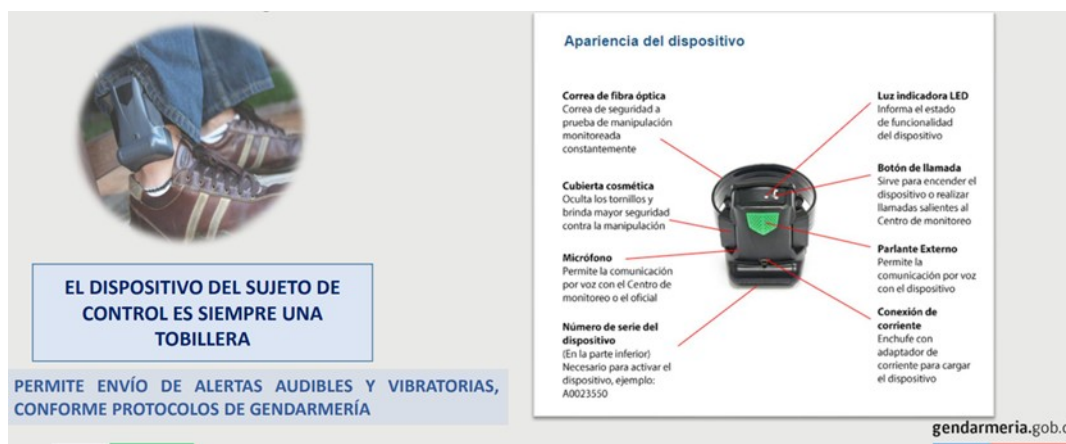 EL DISPOSITIVO DEL SUJETO DE
CONTROL ES SIEMPRE UNA
TOBILLERA
PERMITE ENVÍO DE ALERTAS AUDIBLES Y VIBRATORIAS,
CONFORME PROTOCOLOS DE GENDARMERÍA
Apariencia del dispositivo
Correa de fibra óptica
Correa de seguridad a
prueba de manipulación
monitoreada
constantemente
Cubierta cosmética
Oculta los tornillos y
brinda mayor seguridad
contra la manipulación
Micrófono
Permite la comunicación
por voz con el Centro de
monitoreo o el oficial
Número de serie del
dispositivo
(En la parte inferior)
Necesario para activar el
dispositivo, ejemplo:
A0023550
Luz indicadora LED
Informa el estado
de funcionalidad
del dispositivo
Botón de llamada
Sirve para encender el
dispositivo o realizar
llamadas salientes al
Centro de monitoreo
Parlante Externo
Permite la
comunicación por voz
con el dispositivo
Conexión de
corriente
Enchufe con
adaptador de
corriente para cargar
el dispositivo
gendarmeria.gob.c